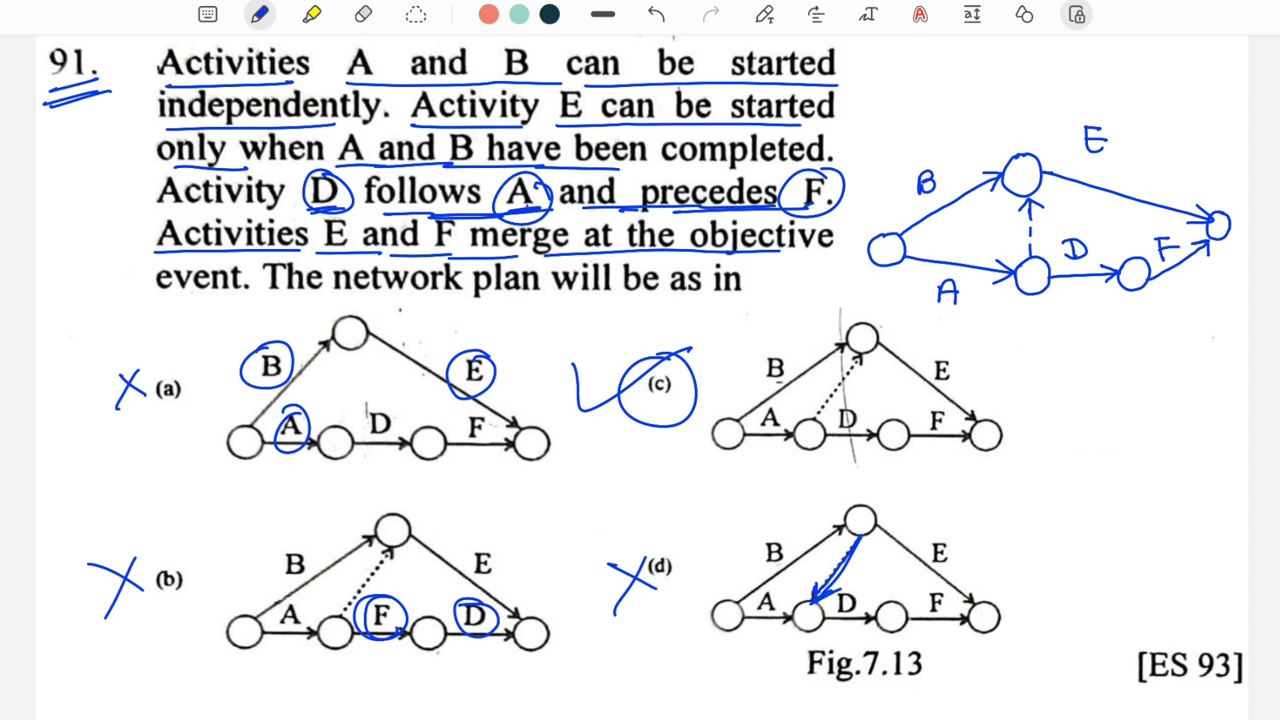 91. Activities A and B can be started
independently. Activity E can be started
only when A and B have been completed.
Activity D follows A and precedes F.
Activities E and F merge at the objective
event. The network plan will be as in
B
E
A
D
F
(a)
B
E
A
D
F
(c)
B
E
A
D
F
(b)
B
E
A
F
D
(d)
B
E
A
D
F
Fig.7.13
[ES 93]